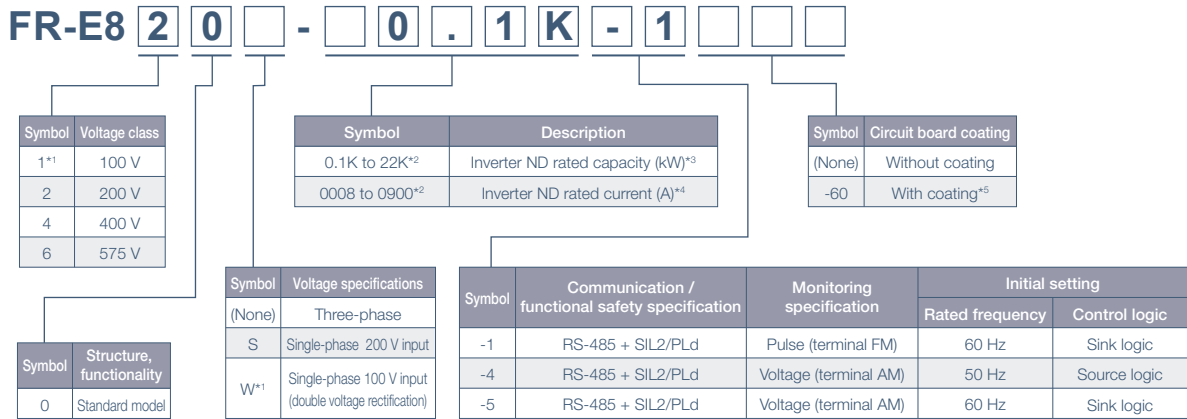 FR-E8 2 0 - 0 . 1 K - 1
Symbol Voltage class
1*1 100 V
2 200 V
4 400 V
6 575 V
Symbol Description
0.1K to 22K*2 Inverter ND rated capacity (kW)*3
0008 to 0900*2 Inverter ND rated current (A)*4
Symbol Circuit board coating
(None) Without coating
-60 With coating*5
Symbol Structure,
functionality
0 Standard model
Symbol Voltage specifications
(None) Three-phase
S Single-phase 200 V input
W*1 Single-phase 100 V input
(double voltage rectification)
Symbol Communication /
functional safety specification Monitoring
specification Initial setting
Rated frequency Control logic
-1 RS-485 + SIL2/PLd Pulse (terminal FM) 60 Hz Sink logic
-4 RS-485 + SIL2/PLd Voltage (terminal AM) 50 Hz Source logic
-5 RS-485 + SIL2/PLd Voltage (terminal AM) 60 Hz Sink logic